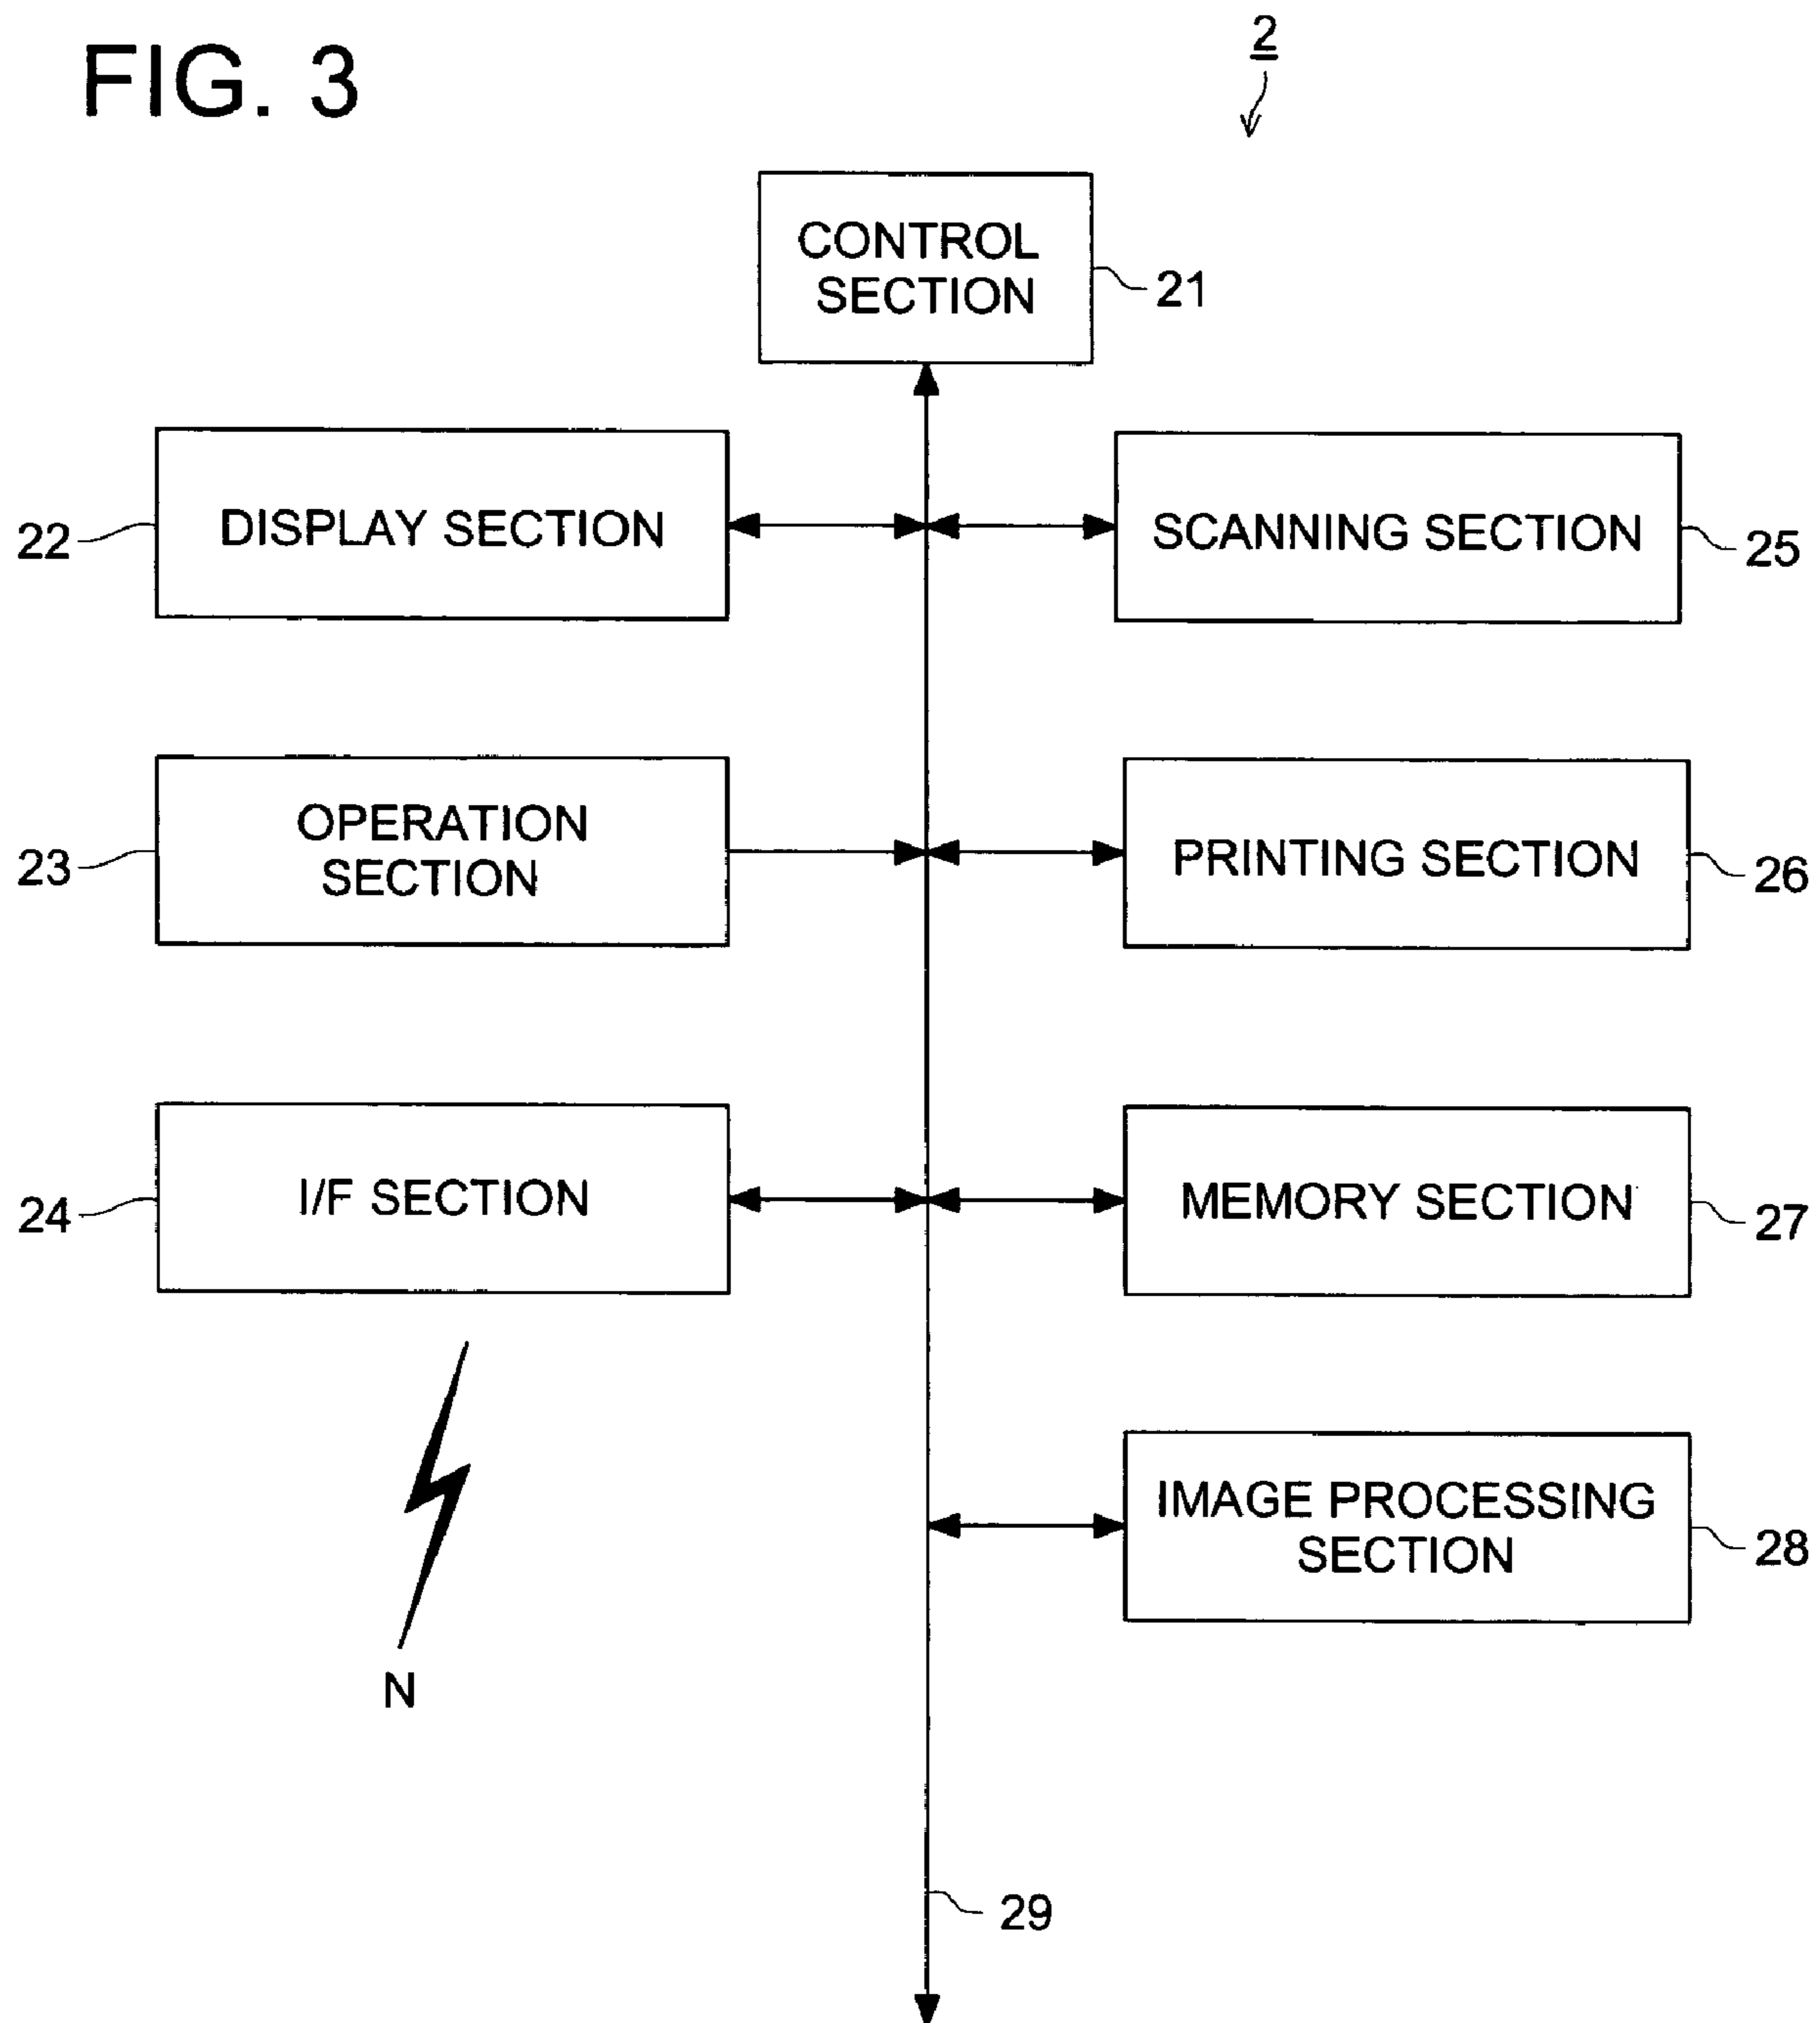 FIG. 3
2
CONTROL
SECTION
21
22
DISPLAY SECTION
SCANNING SECTION
25
23
OPERATION
SECTION
PRINTING SECTION
26
24
I/F SECTION
MEMORY SECTION
27
IMAGE PROCESSING
SECTION
28
N
29